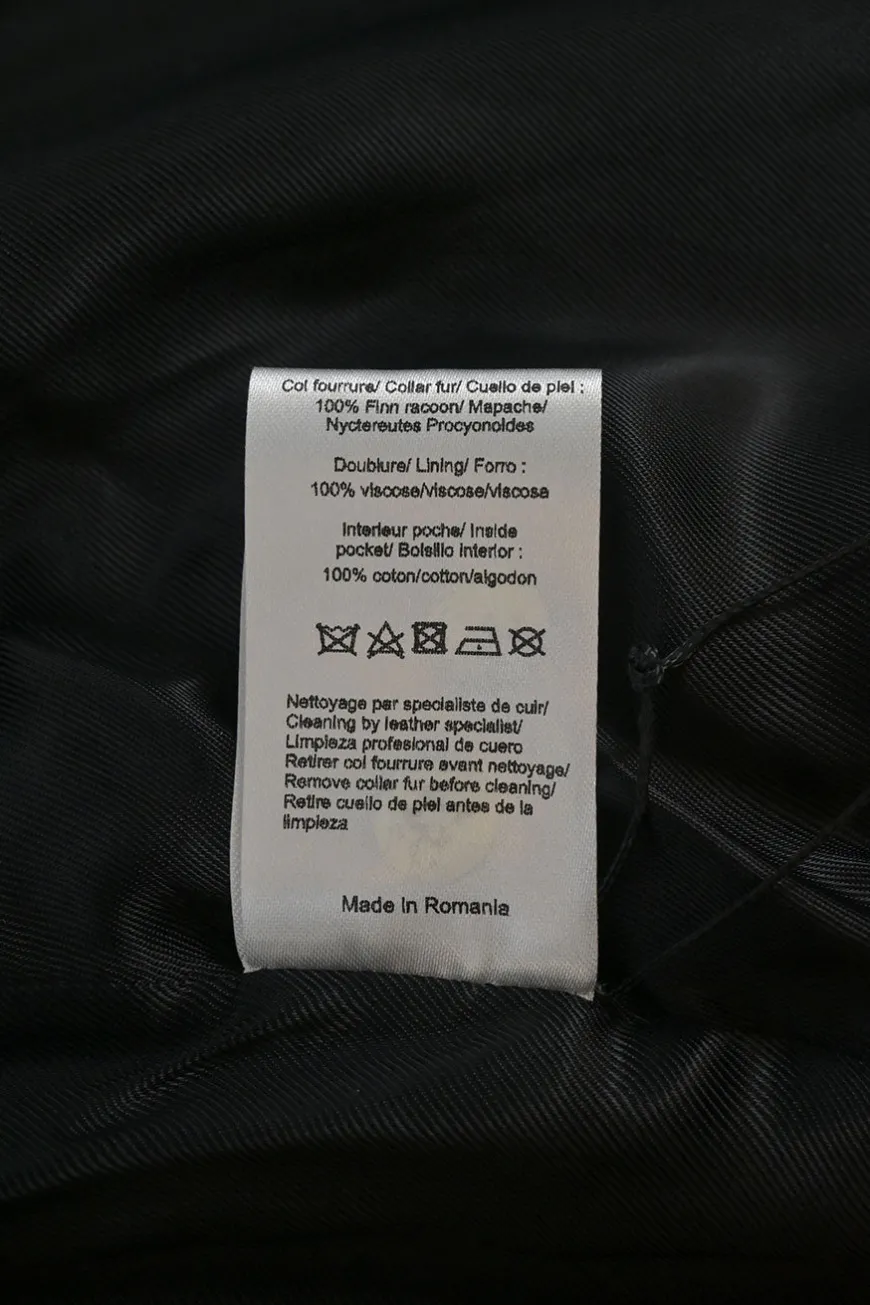 Col fourrure/ Collar fur/ Cuello de piel :
100% Finn racoon/ Mapache/
Nyctereutes Procyonoides
Doublure/ Lining/ Forro :
100% viscose/viscose/viscosa
Interieur poche/ Inside
pocket/ Bolsillo interior :
100% coton/cotton/algodon
Nettoyage par specialiste de cuir/
Cleaning by leather specialist/
Limpieza profesional de cuero
Retirer col fourrure avant nettoyage/
Remove collar fur before cleaning/
Retire cuello de piel antes de la
limpieza
Made in Romania